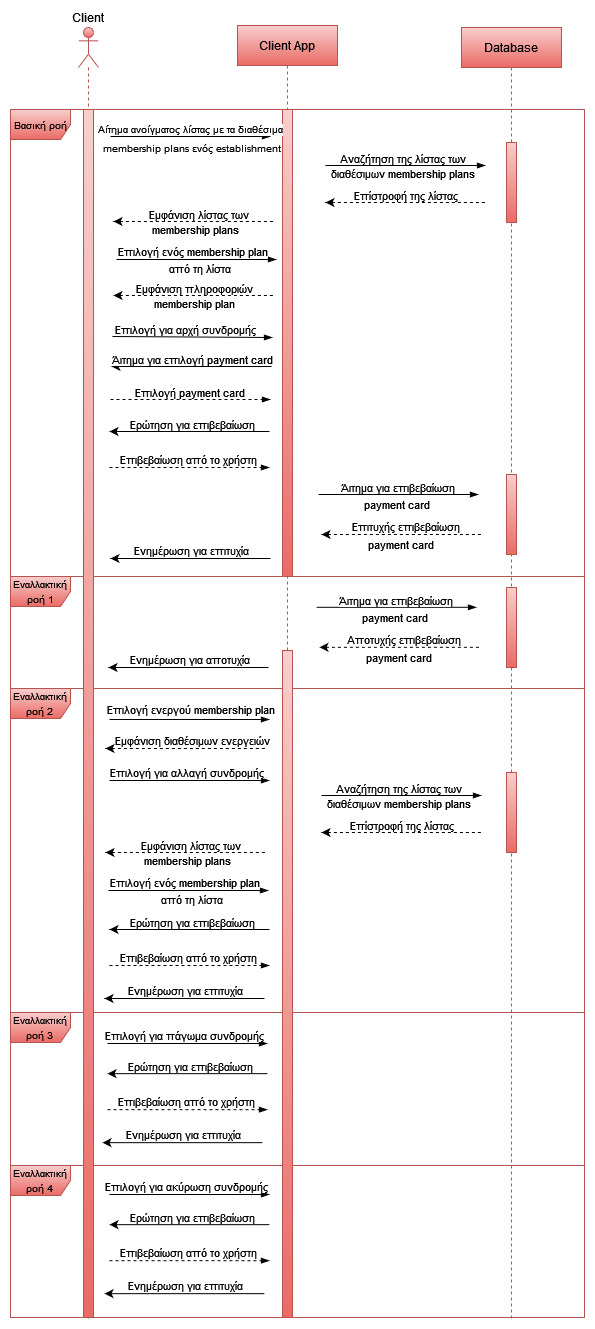 Client
Client App
Database
Βασική ροή
Αίτημα ανοίγματος λίστας με τα διαθέσιμα
membership plans ενός establishment
Αναζήτηση της λίστας των
διαθέσιμων membership plans
Επίστροφή της λίστας
Εμφάνιση λίστας των
membership plans
Επιλογή ενός membership plan
από τη λίστα
Εμφάνιση πληροφοριών
membership plan
Επιλογή για αρχή συνδρομής
Άιτημα για επιλογή payment card
Επιλογή payment card
Ερώτηση για επιβεβαίωση
Επιβεβαίωση από το χρήστη
Άιτημα για επιβεβαίωση
payment card
Επιτυχής επιβεβαίωση
payment card
Ενημέρωση για επιτυχία
Εναλλακτική
ροή 1
Άιτημα για επιβεβαίωση
payment card
Αποτυχής επιβεβαίωση
payment card
Ενημέρωση για αποτυχία
Εναλλακτική
ροή 2
Επιλογή ενεργού membership plan
Εμφάνιση διαθέσιμων ενεργειών
Επιλογή για αλλαγή συνδρομής
Αναζήτηση της λίστας των
διαθέσιμων membership plans
Επίστροφή της λίστας
Εμφάνιση λίστας των
membership plans
Επιλογή ενός membership plan
από τη λίστα
Ερώτηση για επιβεβαίωση
Επιβεβαίωση από το χρήστη
Ενημέρωση για επιτυχία
Εναλλακτική
ροή 3
Επιλογή για πάγωμα συνδρομής
Ερώτηση για επιβεβαίωση
Επιβεβαίωση από το χρήστη
Ενημέρωση για επιτυχία
Εναλλακτική
ροή 4
Επιλογή για ακύρωση συνδρομής
Ερώτηση για επιβεβαίωση
Επιβεβαίωση από το χρήστη
Ενημέρωση για επιτυχία